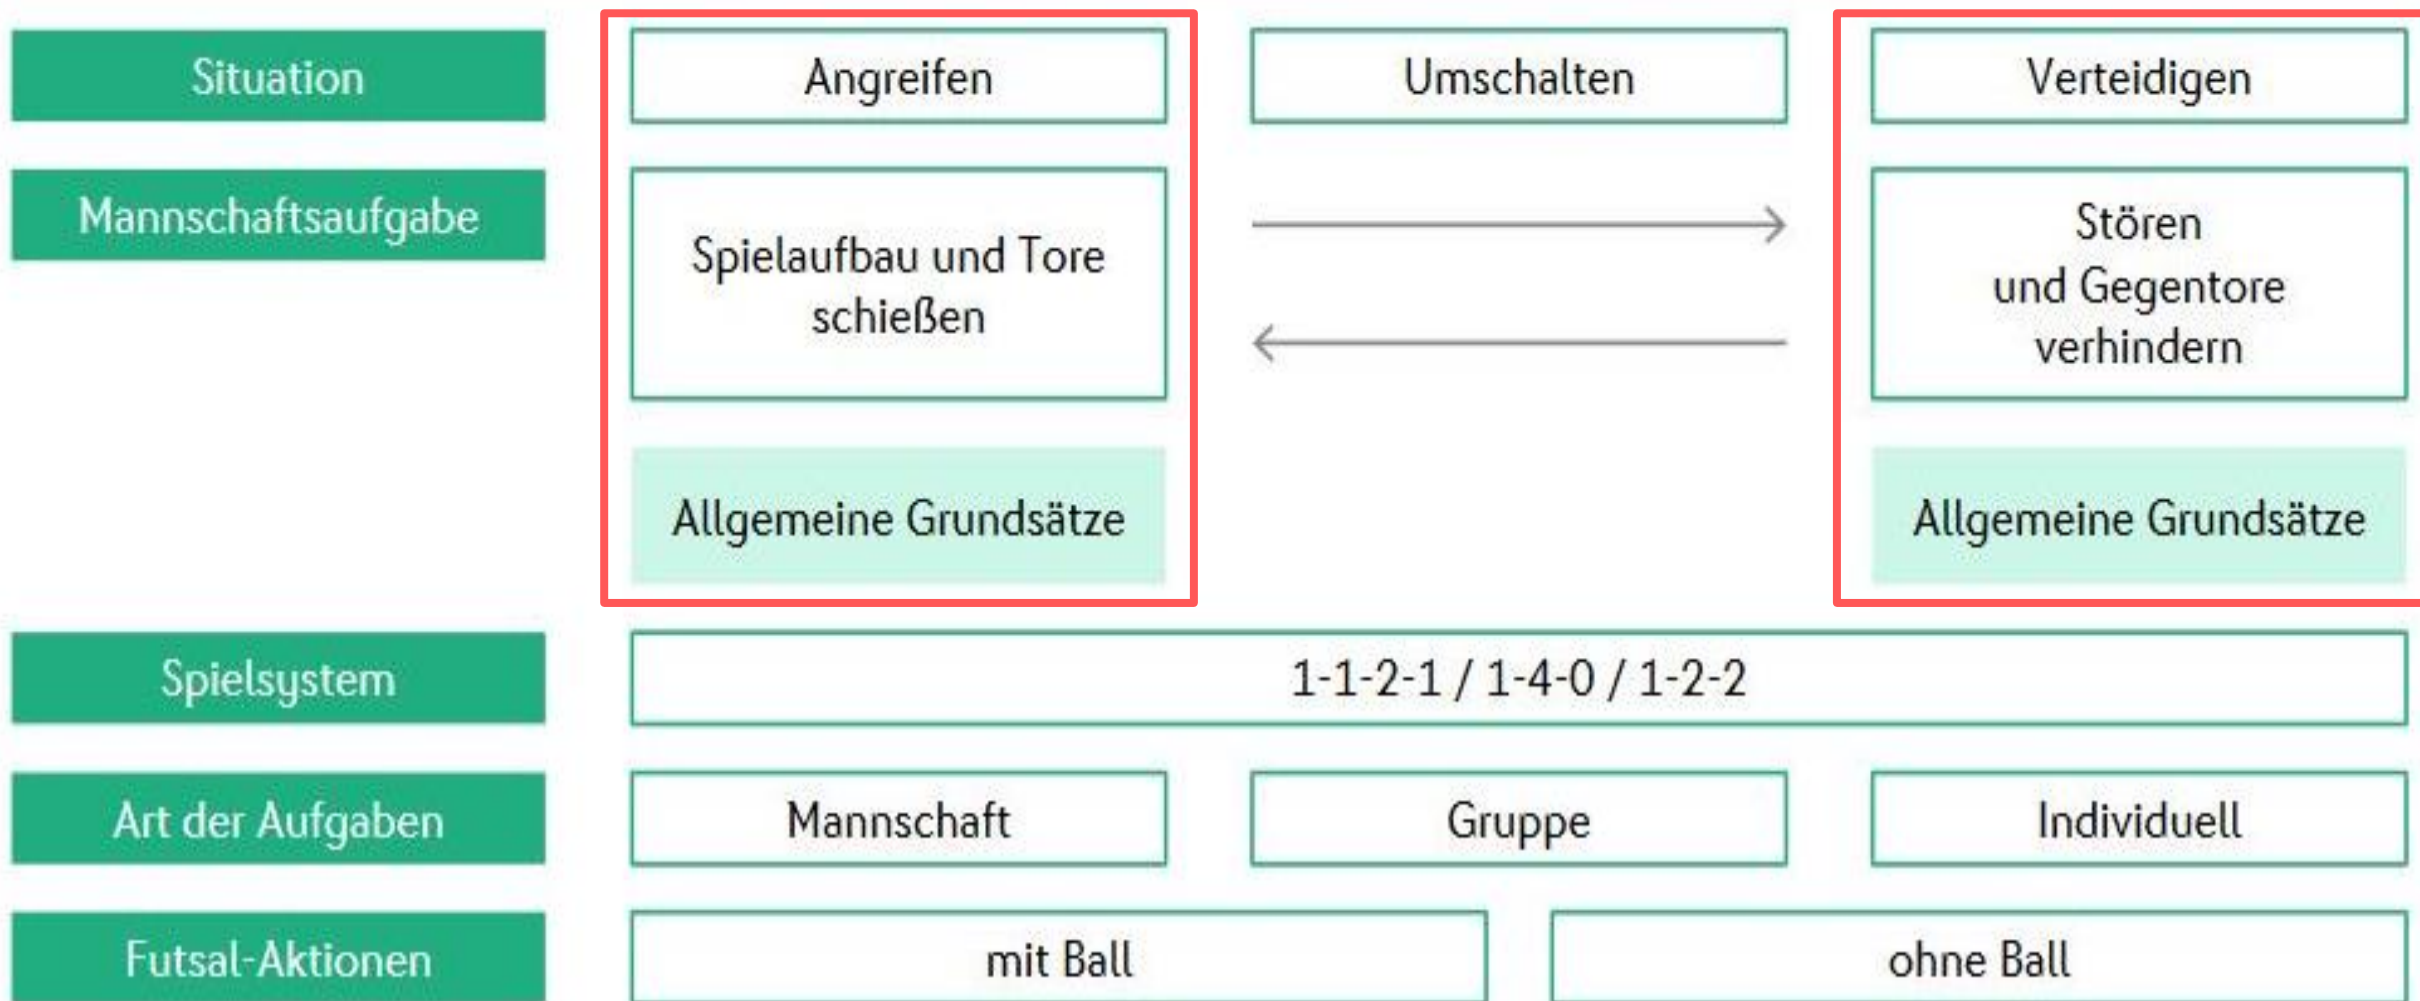 Situation
Angreifen
Umschalten
Verteidigen
Mannschaftsaufgabe
Spielaufbau und Tore
schießen
Stören
und Gegentore
verhindern
Allgemeine Grundsätze
Allgemeine Grundsätze
Spielsystem
1-1-2-1 / 1-4-0 / 1-2-2
Art der Aufgaben
Mannschaft
Gruppe
Individuell
Futsal-Aktionen
mit Ball
ohne Ball